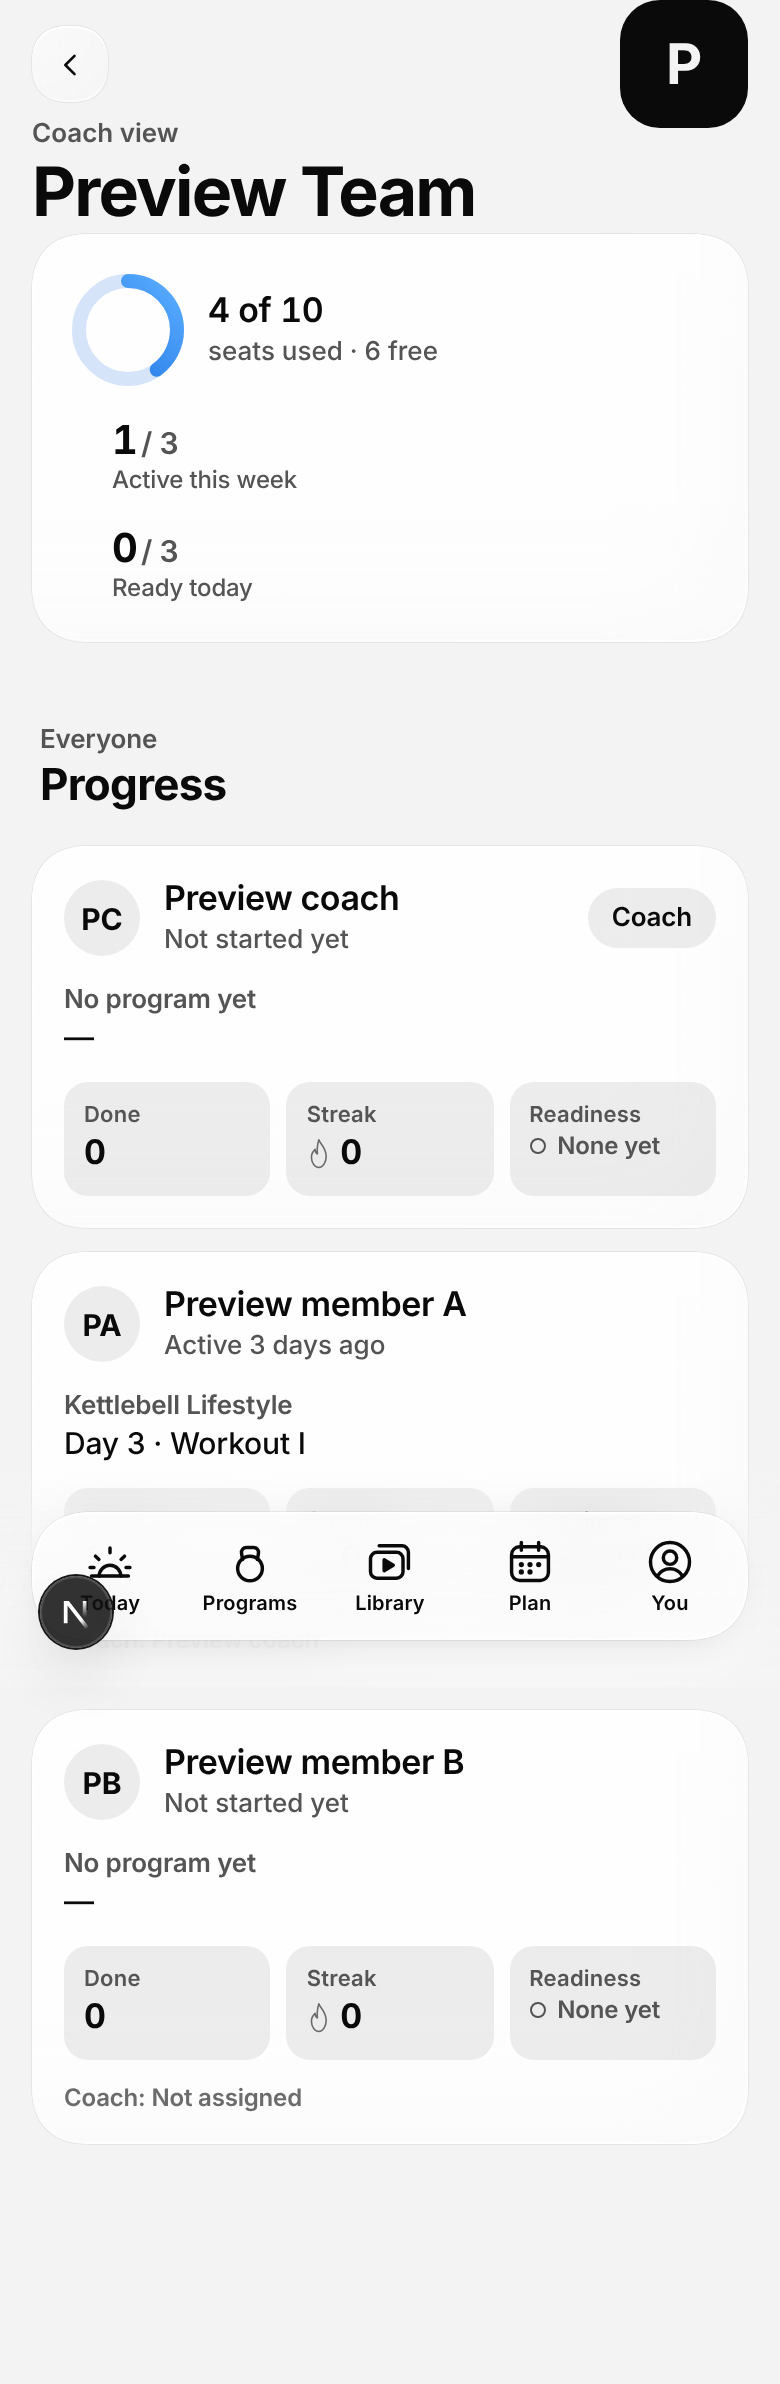 P
Coach view
Preview Team
4 of 10
seats used · 6 free
1 / 3
Active this week
0 / 3
Ready today
Everyone
Progress
PC
Preview coach
Not started yet
Coach
No program yet
—
Done
0
Streak
0
Readiness
None yet
PA
Preview member A
Active 3 days ago
Kettlebell Lifestyle
Day 3 · Workout I
Today
Programs
Library
Plan
You
N
Preview coach
PB
Preview member B
Not started yet
No program yet
—
Done
0
Streak
0
Readiness
None yet
Coach: Not assigned